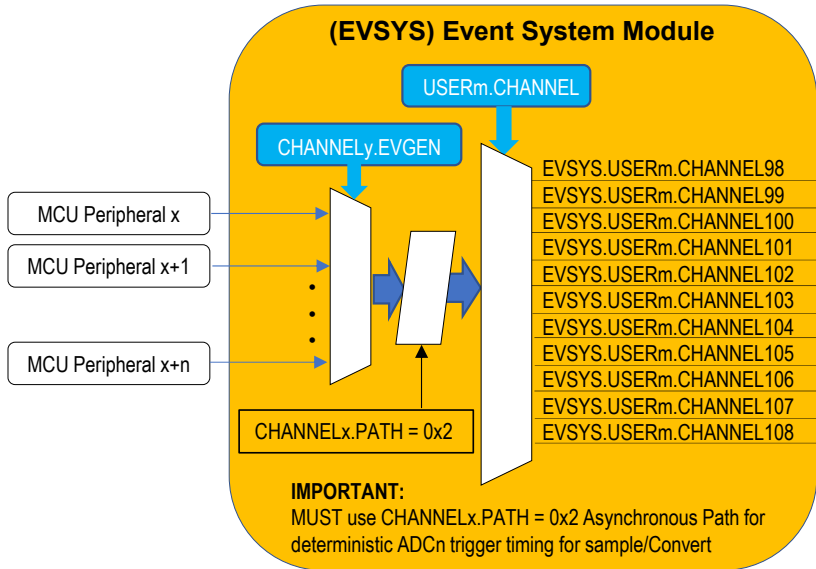 (EVSYS) Event System Module
USERm.CHANNEL
CHANNELy.EVGEN
MCU Peripheral x
MCU Peripheral x+1
MCU Peripheral x+n
EVSYS.USERm.CHANNEL98
EVSYS.USERm.CHANNEL99
EVSYS.USERm.CHANNEL100
EVSYS.USERm.CHANNEL101
EVSYS.USERm.CHANNEL102
EVSYS.USERm.CHANNEL103
EVSYS.USERm.CHANNEL104
EVSYS.USERm.CHANNEL105
EVSYS.USERm.CHANNEL106
EVSYS.USERm.CHANNEL107
EVSYS.USERm.CHANNEL108
CHANNELx.PATH = 0x2
IMPORTANT:
MUST use CHANNELx.PATH = 0x2 Asynchronous Path for
deterministic ADCn trigger timing for sample/Convert